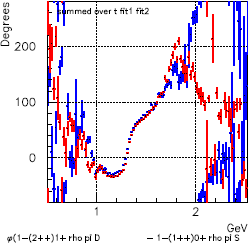 Degrees
summed over t fit1 fit2
200
100
0
1
2
GeV
φ(1-(2++)1+ rho pi D
- 1-(1++)0+ rho pi S